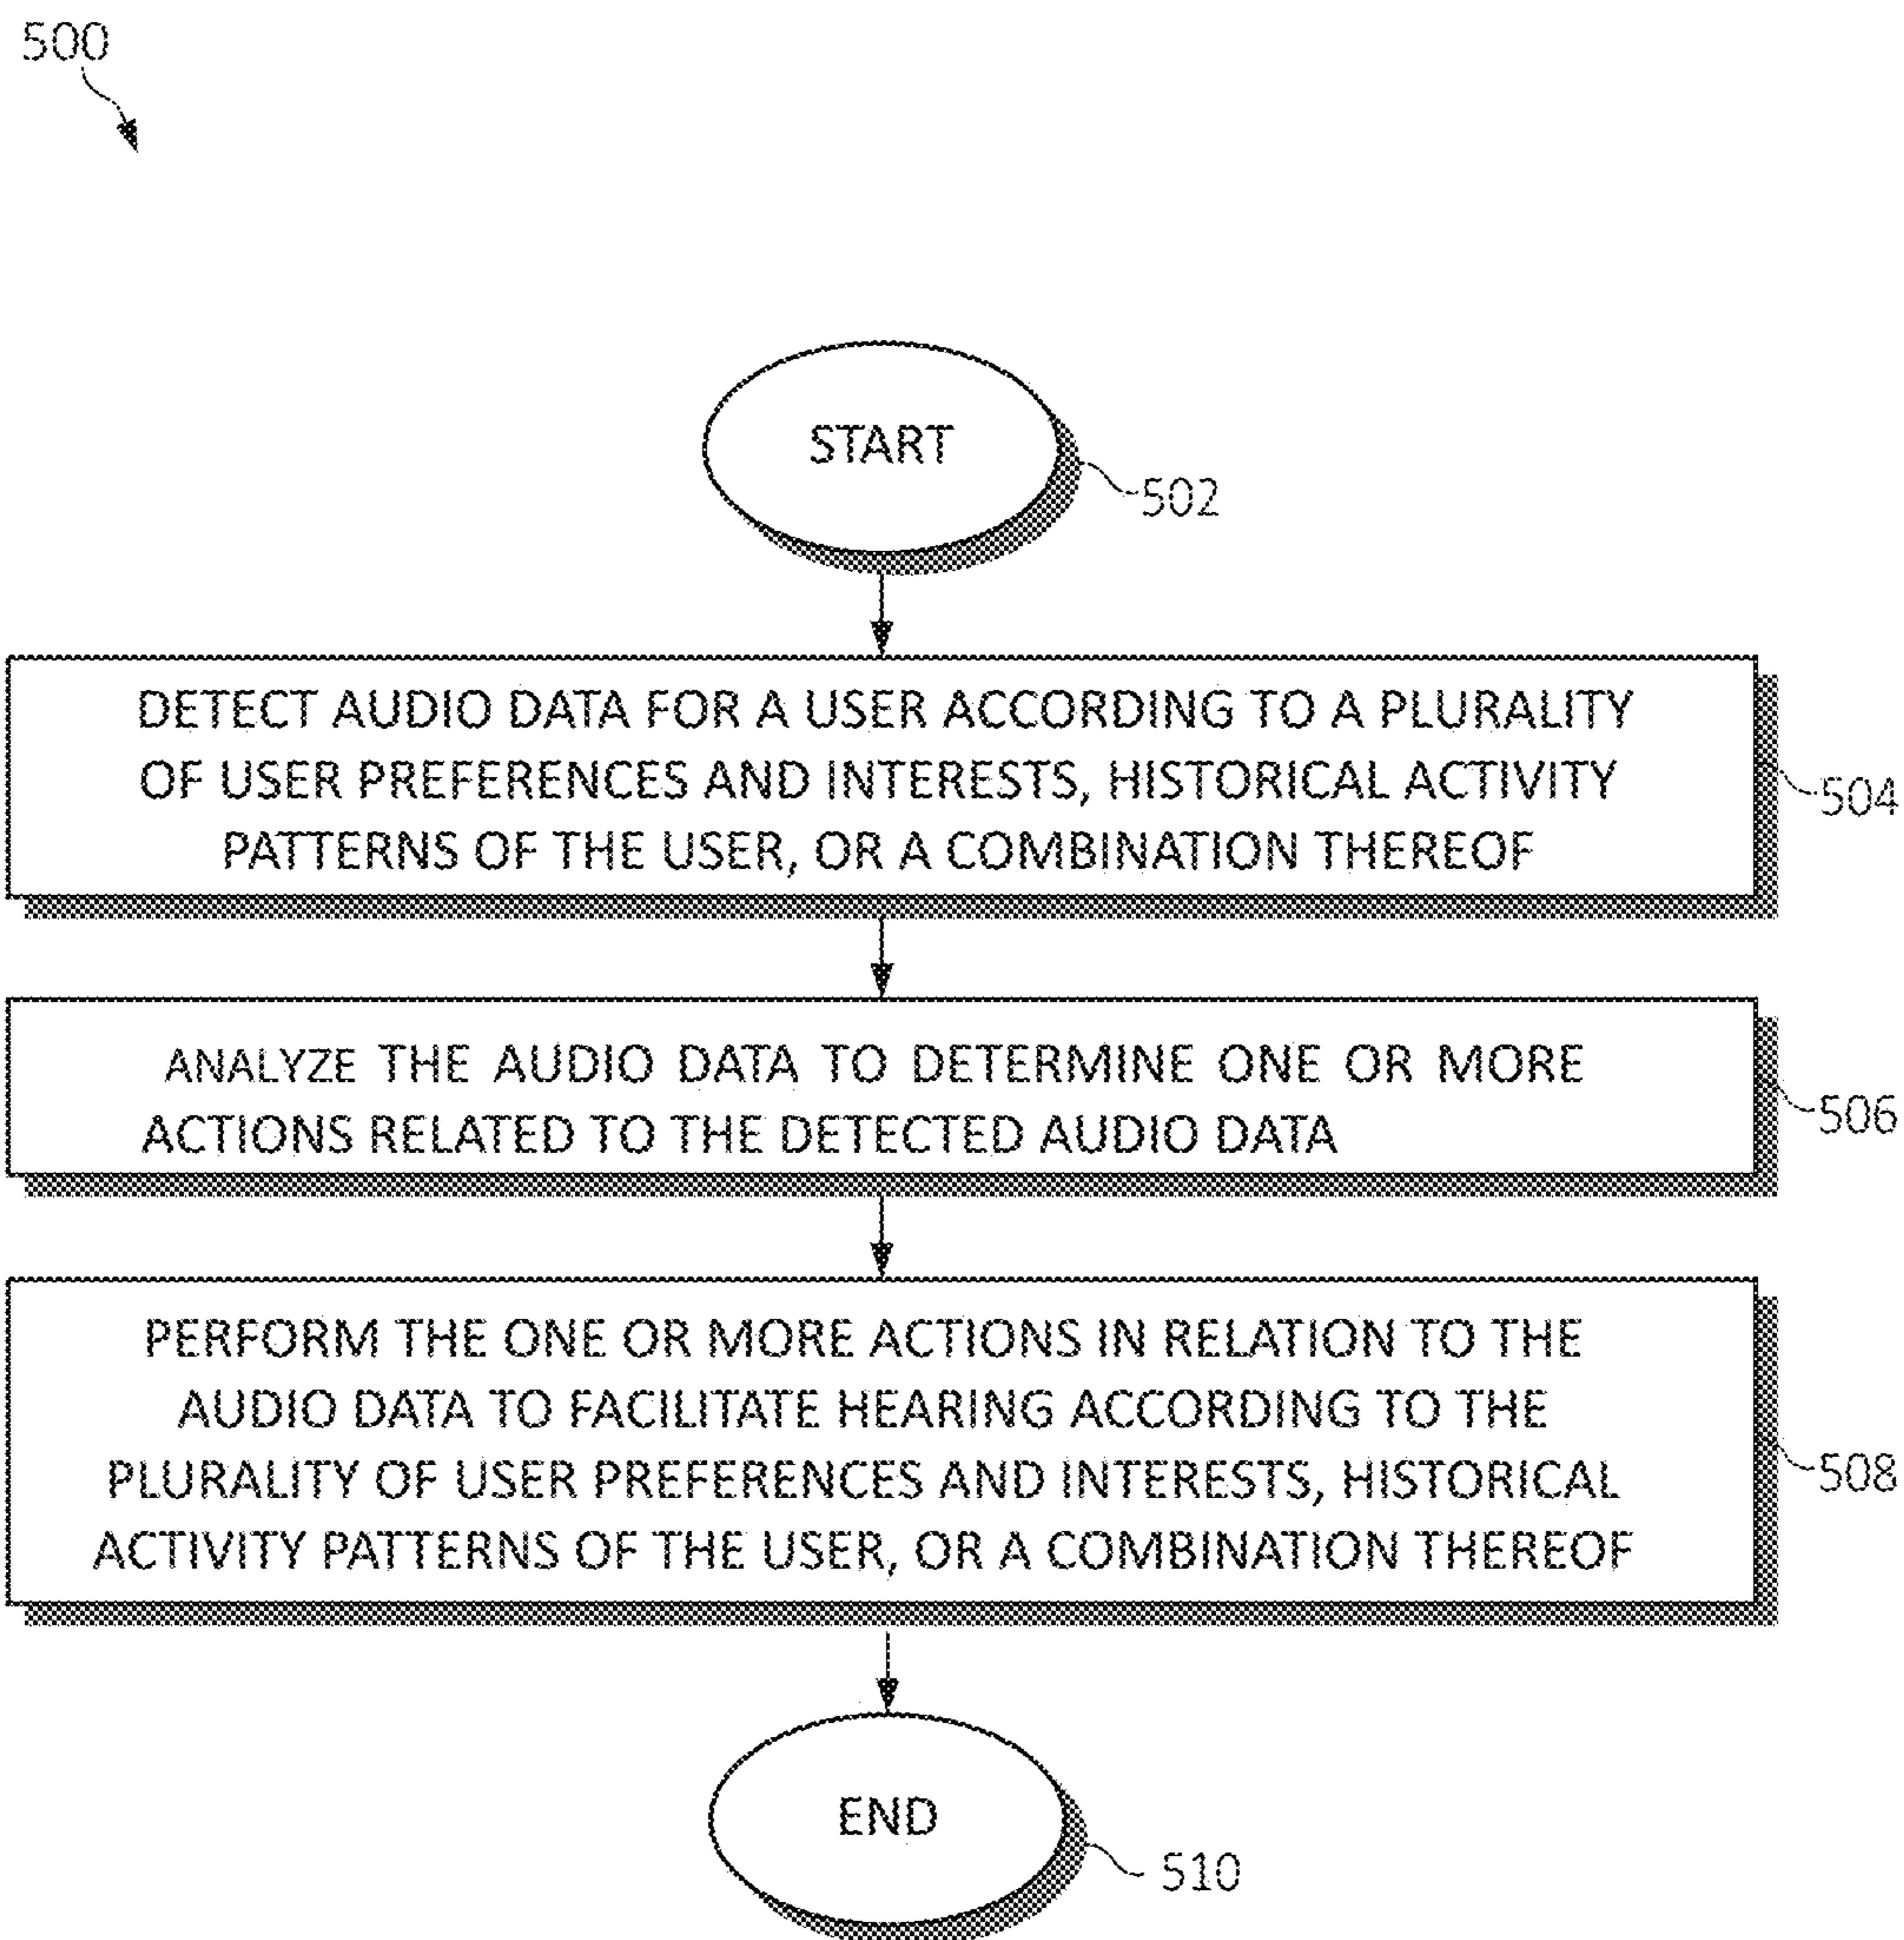 500
START
502
DETECT AUDIO DATA FOR A USER ACCORDING TO A PLURALITY
OF USER PREFERENCES AND INTERESTS, HISTORICAL ACTIVITY
PATTERNS OF THE USER, OR A COMBINATION THEREOF
504
ANALYZE THE AUDIO DATA TO DETERMINE ONE OR MORE
ACTIONS RELATED TO THE DETECTED AUDIO DATA
506
PERFORM THE ONE OR MORE ACTIONS IN RELATION TO THE
AUDIO DATA TO FACILITATE HEARING ACCORDING TO THE
PLURALITY OF USER PREFERENCES AND INTERESTS, HISTORICAL
ACTIVITY PATTERNS OF THE USER, OR A COMBINATION THEREOF
508
END
510